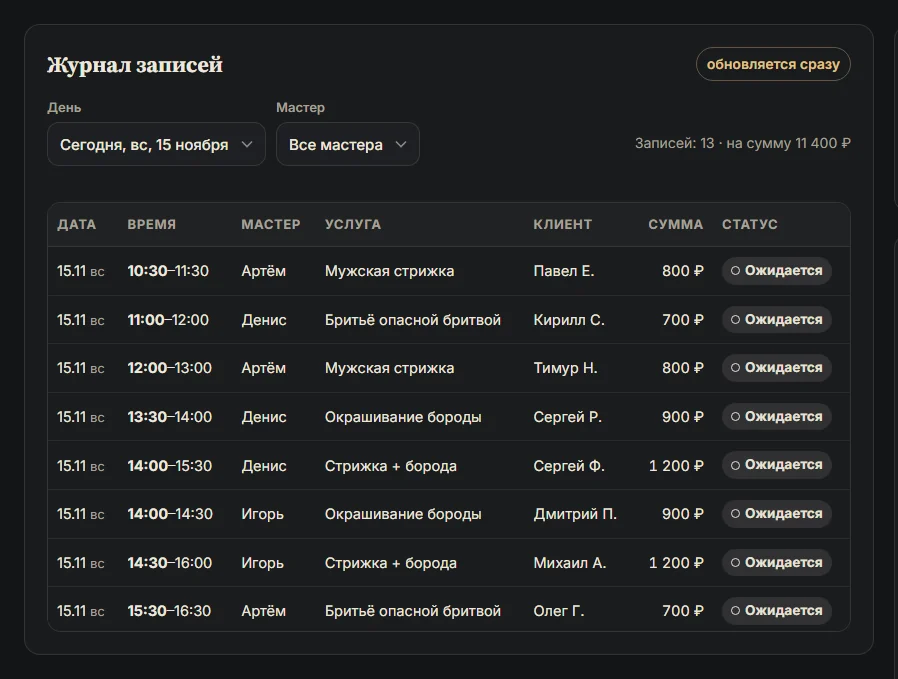 Журнал записей
обновляется сразу
День
Мастер
Сегодня, вс, 15 ноября
Все мастера
Записей: 13 · на сумму 11 400 ₽
ДАТА ВРЕМЯ МАСТЕР УСЛУГА КЛИЕНТ СУММА СТАТУС
15.11 вс 10:30–11:30 Артём Мужская стрижка Павел Е. 800 ₽ Ожидается
15.11 вс 11:00–12:00 Денис Бритьё опасной бритвой Кирилл С. 700 ₽ Ожидается
15.11 вс 12:00–13:00 Артём Мужская стрижка Тимур Н. 800 ₽ Ожидается
15.11 вс 13:30–14:00 Денис Окрашивание бороды Сергей Р. 900 ₽ Ожидается
15.11 вс 14:00–15:30 Денис Стрижка + борода Сергей Ф. 1 200 ₽ Ожидается
15.11 вс 14:00–14:30 Игорь Окрашивание бороды Дмитрий П. 900 ₽ Ожидается
15.11 вс 14:30–16:00 Игорь Стрижка + борода Михаил А. 1 200 ₽ Ожидается
15.11 вс 15:30–16:30 Артём Бритьё опасной бритвой Олег Г. 700 ₽ Ожидается